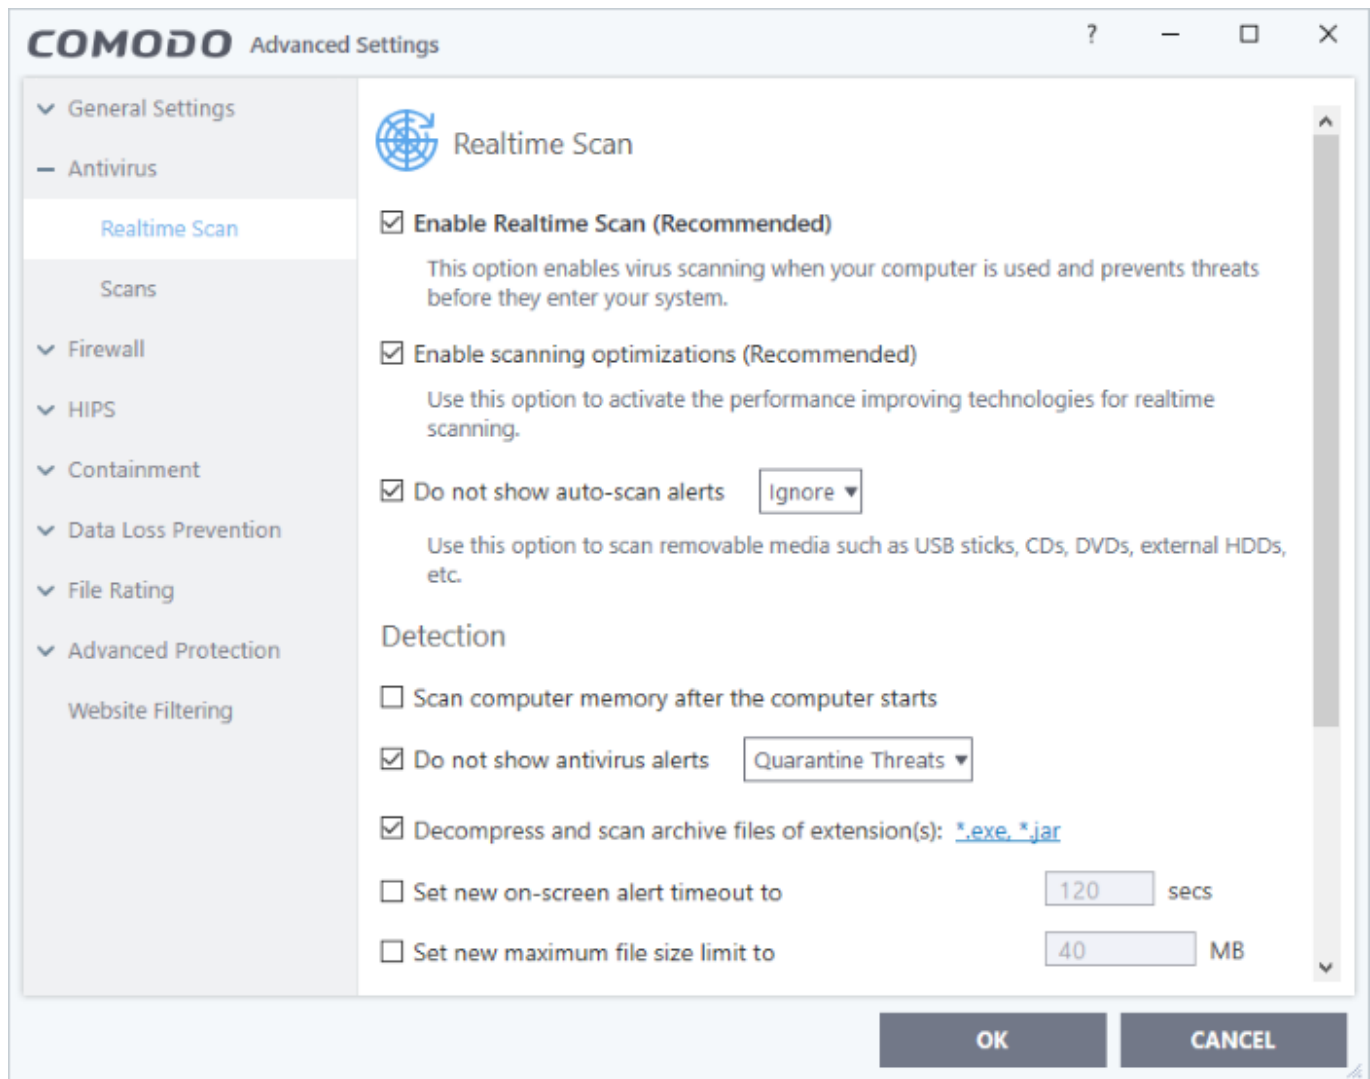 COMODO Advanced Settings ?
General Settings
Antivirus
Realtime Scan
Scans
Firewall
HIPS
Containment
Data Loss Prevention
File Rating
Advanced Protection
Website Filtering
Realtime Scan
Enable Realtime Scan (Recommended)
This option enables virus scanning when your computer is used and prevents threats
before they enter your system.
Enable scanning optimizations (Recommended)
Use this option to activate the performance improving technologies for realtime
scanning.
Do not show auto-scan alerts Ignore
Use this option to scan removable media such as USB sticks, CDs, DVDs, external HDDs,
etc.
Detection
Scan computer memory after the computer starts
Do not show antivirus alerts Quarantine Threats
Decompress and scan archive files of extension(s): *.exe, *.jar
Set new on-screen alert timeout to 120 secs
Set new maximum file size limit to 40 MB
OK CANCEL